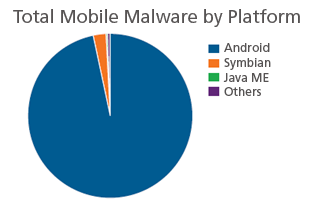 Total Mobile Malware by Platform
Android
Symbian
Java ME
Others